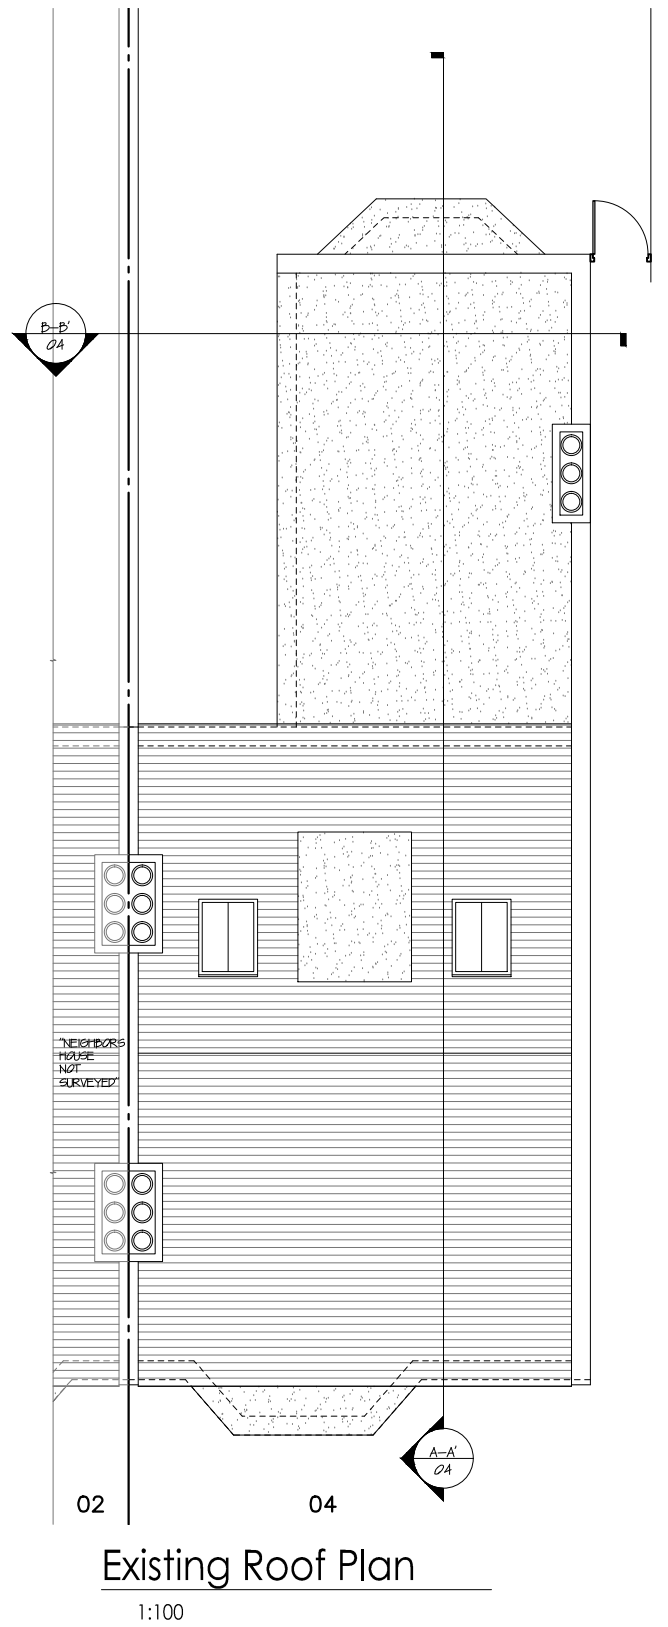 B-B'
04
"NEIGHBORS
HOUSE
NOT
SURVEYED"
A-A'
04
02
04
Existing Roof Plan
1:100